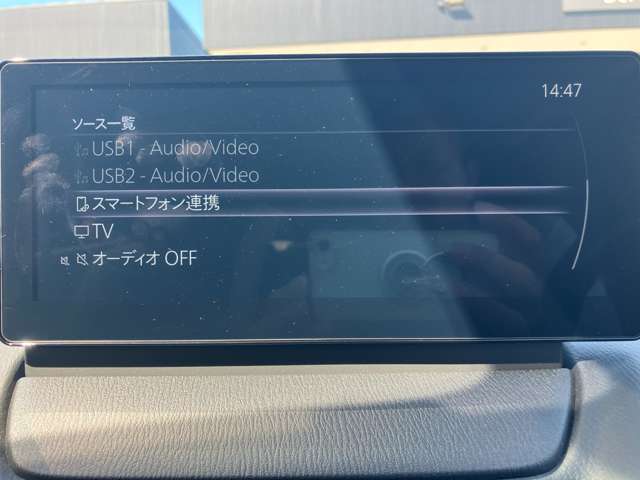 14:47
ソース一覧
USB1 - Audio/Video
USB2 - Audio/Video
スマートフォン連携
TV
オーディオ OFF